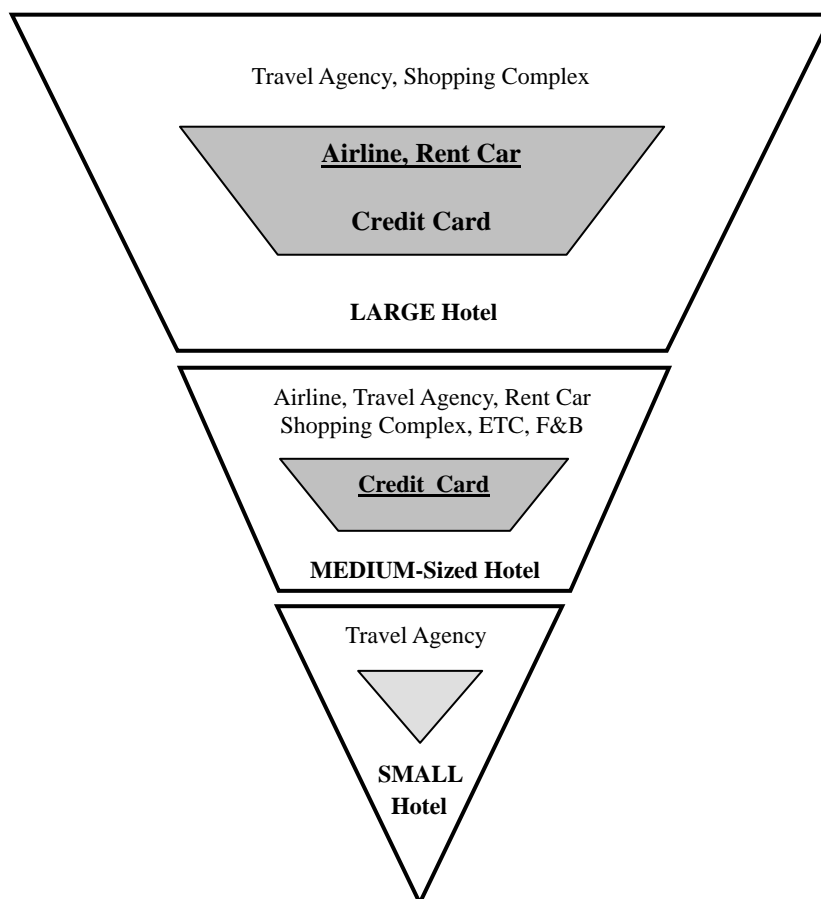 Travel Agency, Shopping Complex
Airline, Rent Car
Credit Card
LARGE Hotel
Airline, Travel Agency, Rent Car
Shopping Complex, ETC, F&B
Credit Card
MEDIUM-Sized Hotel
Travel Agency
SMALL
Hotel